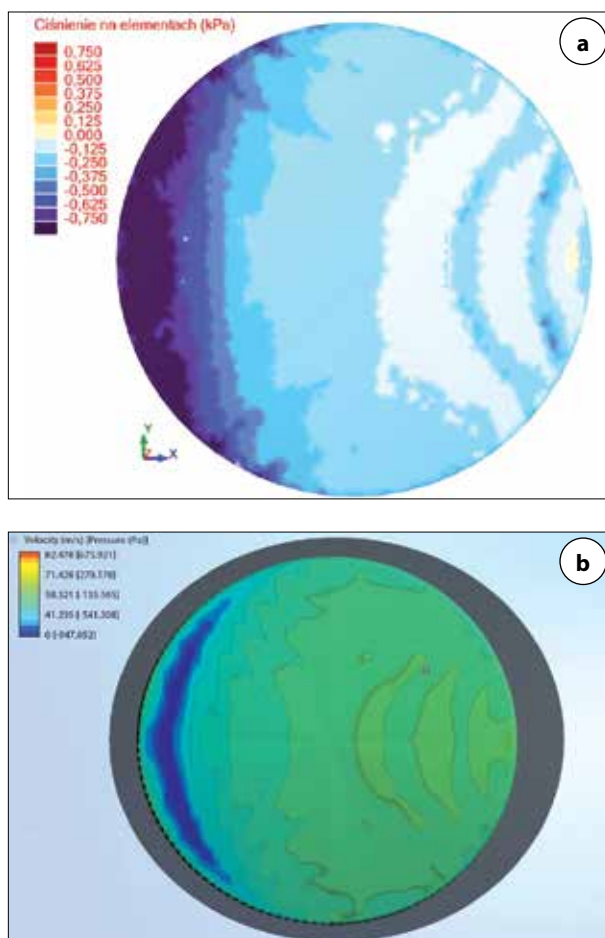 Ciśnienie na elementach (kPa)
0,750
0,625
0,500
0,375
0,250
0,125
0,000
-0,125
-0,250
-0,375
-0,500
-0,625
-0,750
a
Y
Z X
Velocity (m/s) [Pressure (Pa)]
b